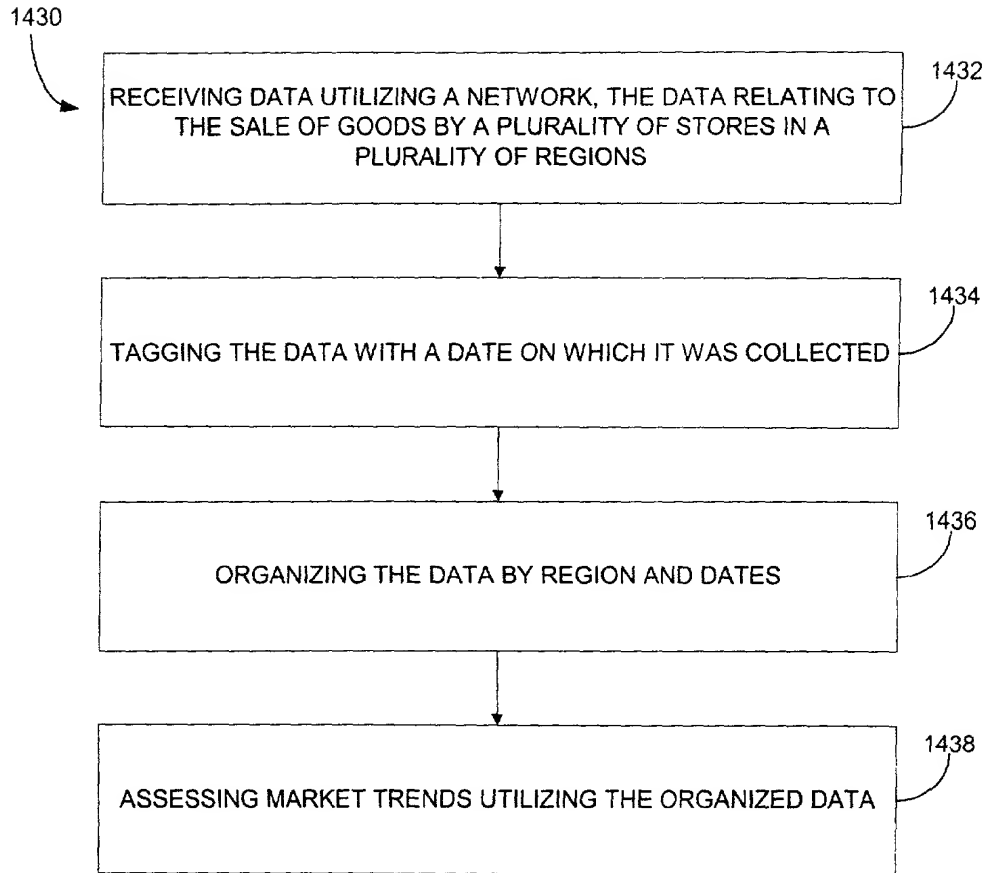 1430
1432
RECEIVING DATA UTILIZING A NETWORK, THE DATA RELATING TO
THE SALE OF GOODS BY A PLURALITY OF STORES IN A
PLURALITY OF REGIONS
1434
TAGGING THE DATA WITH A DATE ON WHICH IT WAS COLLECTED
1436
ORGANIZING THE DATA BY REGION AND DATES
1438
ASSESSING MARKET TRENDS UTILIZING THE ORGANIZED DATA